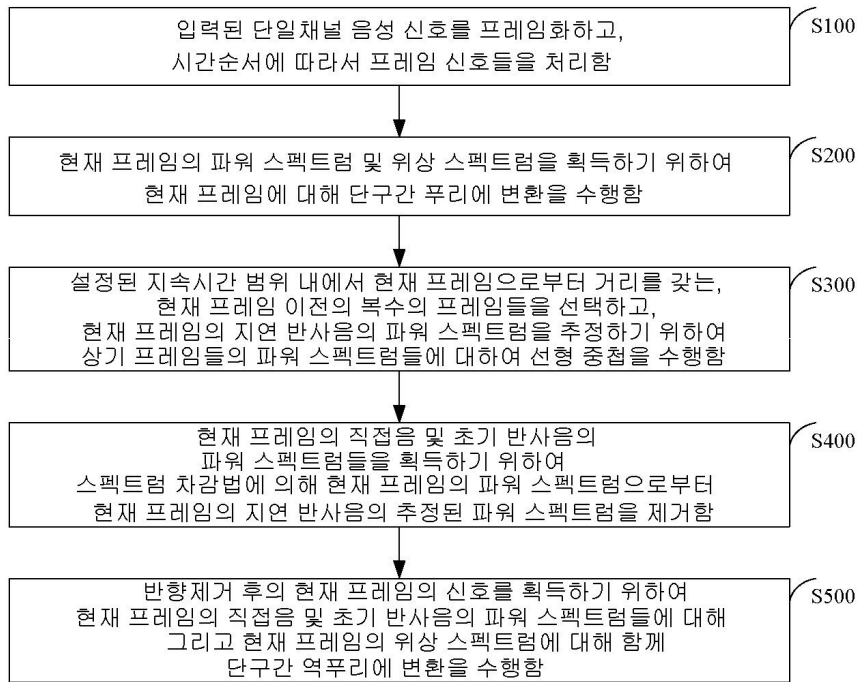 입력된 단일채널 음성 신호를 프레임화하고,
시간순서에 따라서 프레임 신호들을 처리함
S100
현재 프레임의 파워 스펙트럼 및 위상 스펙트럼을 획득하기 위하여
현재 프레임에 대해 단구간 푸리에 변환을 수행함
S200
설정된 지속시간 범위 내에서 현재 프레임으로부터 거리를 갖는,
현재 프레임 이전의 복수의 프레임들을 선택하고,
현재 프레임의 지연 반사음의 파워 스펙트럼을 추정하기 위하여
상기 프레임들의 파워 스펙트럼들에 대하여 선형 중첩을 수행함
S300
현재 프레임의 직접음 및 초기 반사음의
파워 스펙트럼들을 획득하기 위하여
스펙트럼 차감법에 의해 현재 프레임의 파워 스펙트럼으로부터
현재 프레임의 지연 반사음의 추정된 파워 스펙트럼을 제거함
S400
반향제거 후의 현재 프레임의 신호를 획득하기 위하여
현재 프레임의 직접음 및 초기 반사음의 파워 스펙트럼들에 대해
그리고 현재 프레임의 위상 스펙트럼에 대해 함께
단구간 역푸리에 변환을 수행함
S500